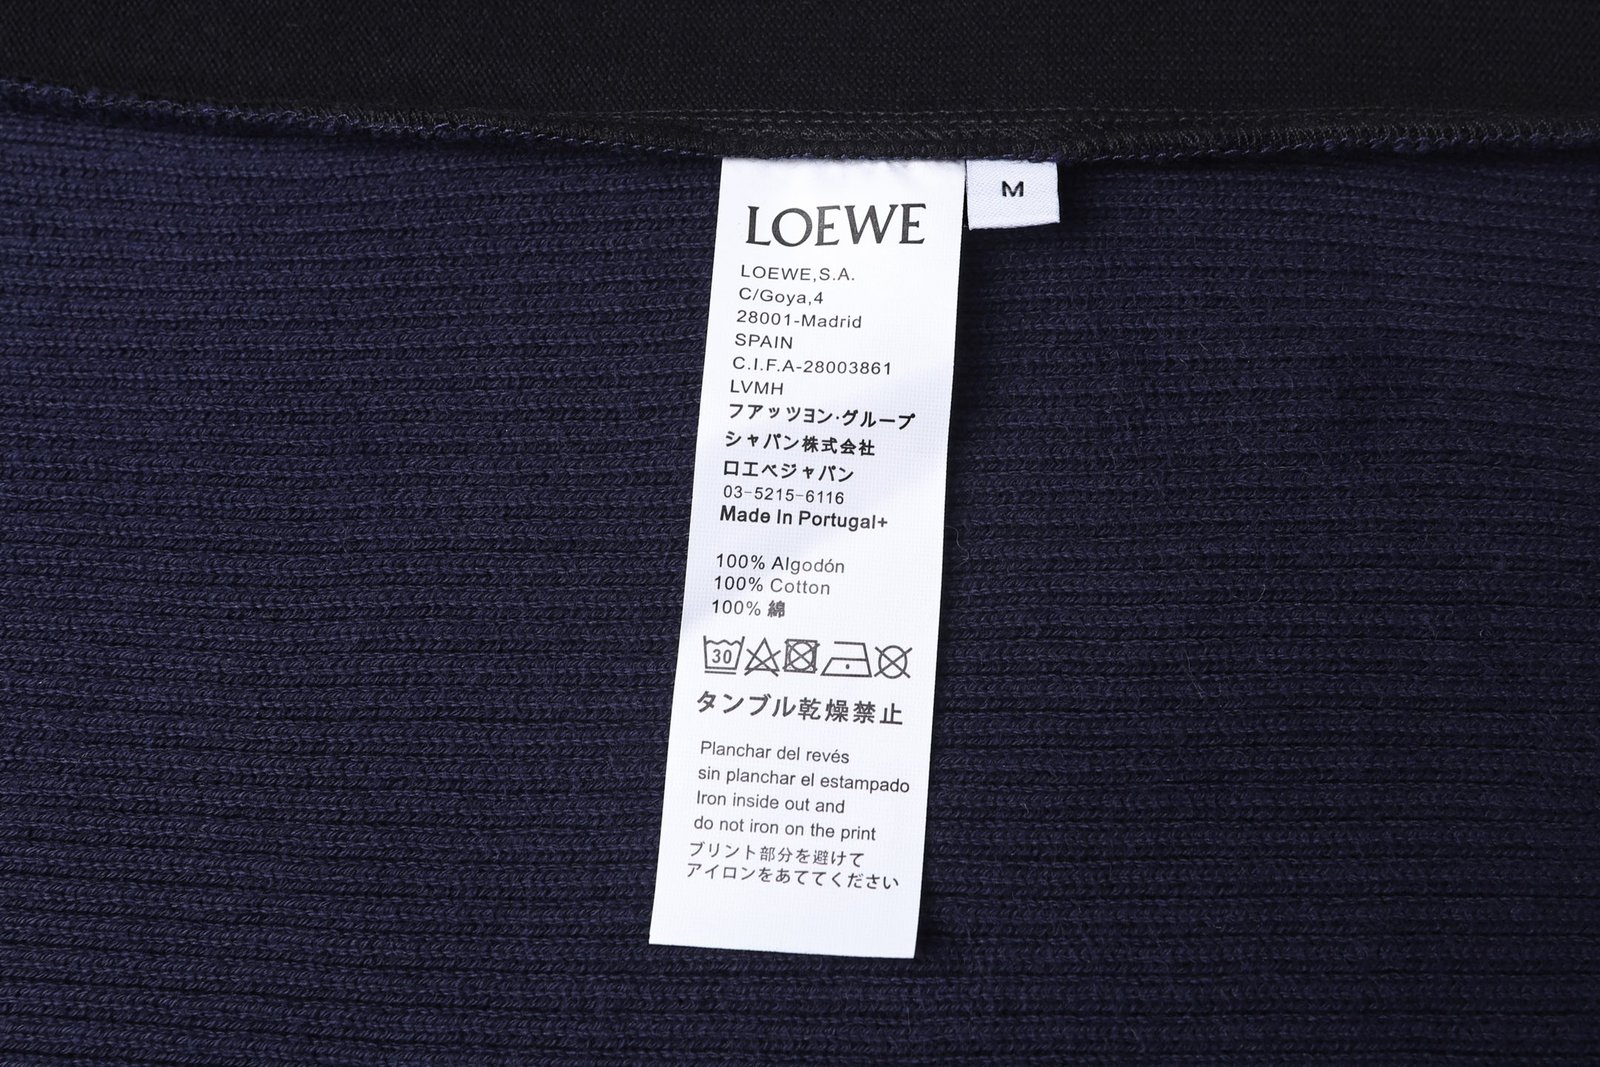 LOEWE
M
LOEWE,S.A.
C/Goya,4
28001-Madrid
SPAIN
C.I.F.A-28003861
LVMH
フアッツヨン·グループ
シャパン株式会社
口工ベジャパン
03-5215-6116
Made In Portugal+
100% Algodón
100% Cotton
100% 綿
30
タンブル乾燥禁止
Planchar del revés
sin planchar el estampado
Iron inside out and
do not iron on the print
ブリント部分を避けて
アイロンをあててください